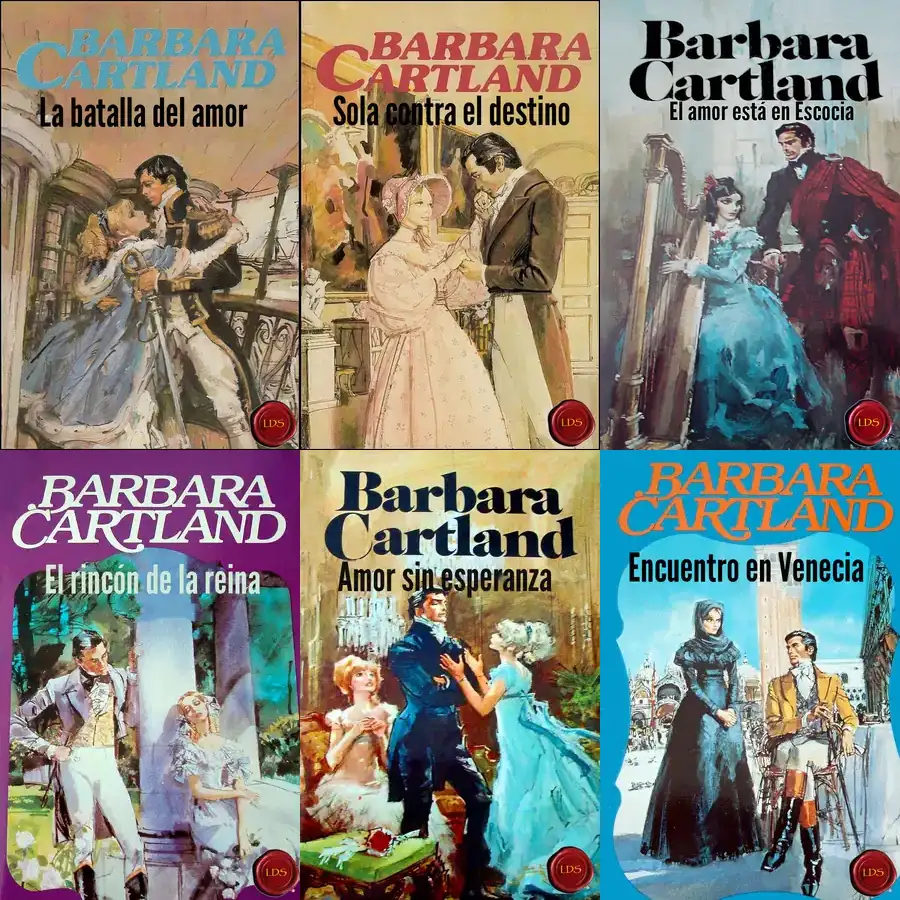 BARBARA
CARTLAND
La batalla del amor
LDS
BARBARA
CARTLAND
Sola contra el destino
LDS
Barbara
Cartland
El amor está en Escocia
LDS
BARBARA
CARTLAND
El rincón de la reina
LDS
Barbara
Cartland
Amor sin esperanza
LDS
BARBARA
CARTLAND
Encuentro en Venecia
LDS